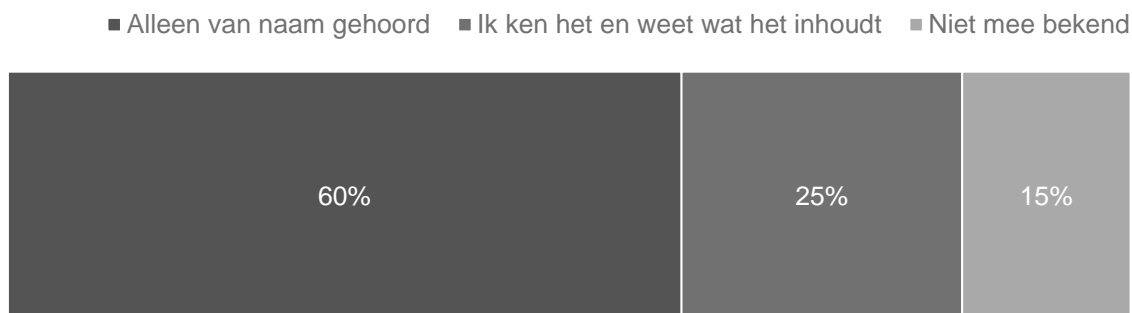 Alleen van naam gehoord Ik ken het en weet wat het inhoudt Niet mee bekend
60% 25% 15%